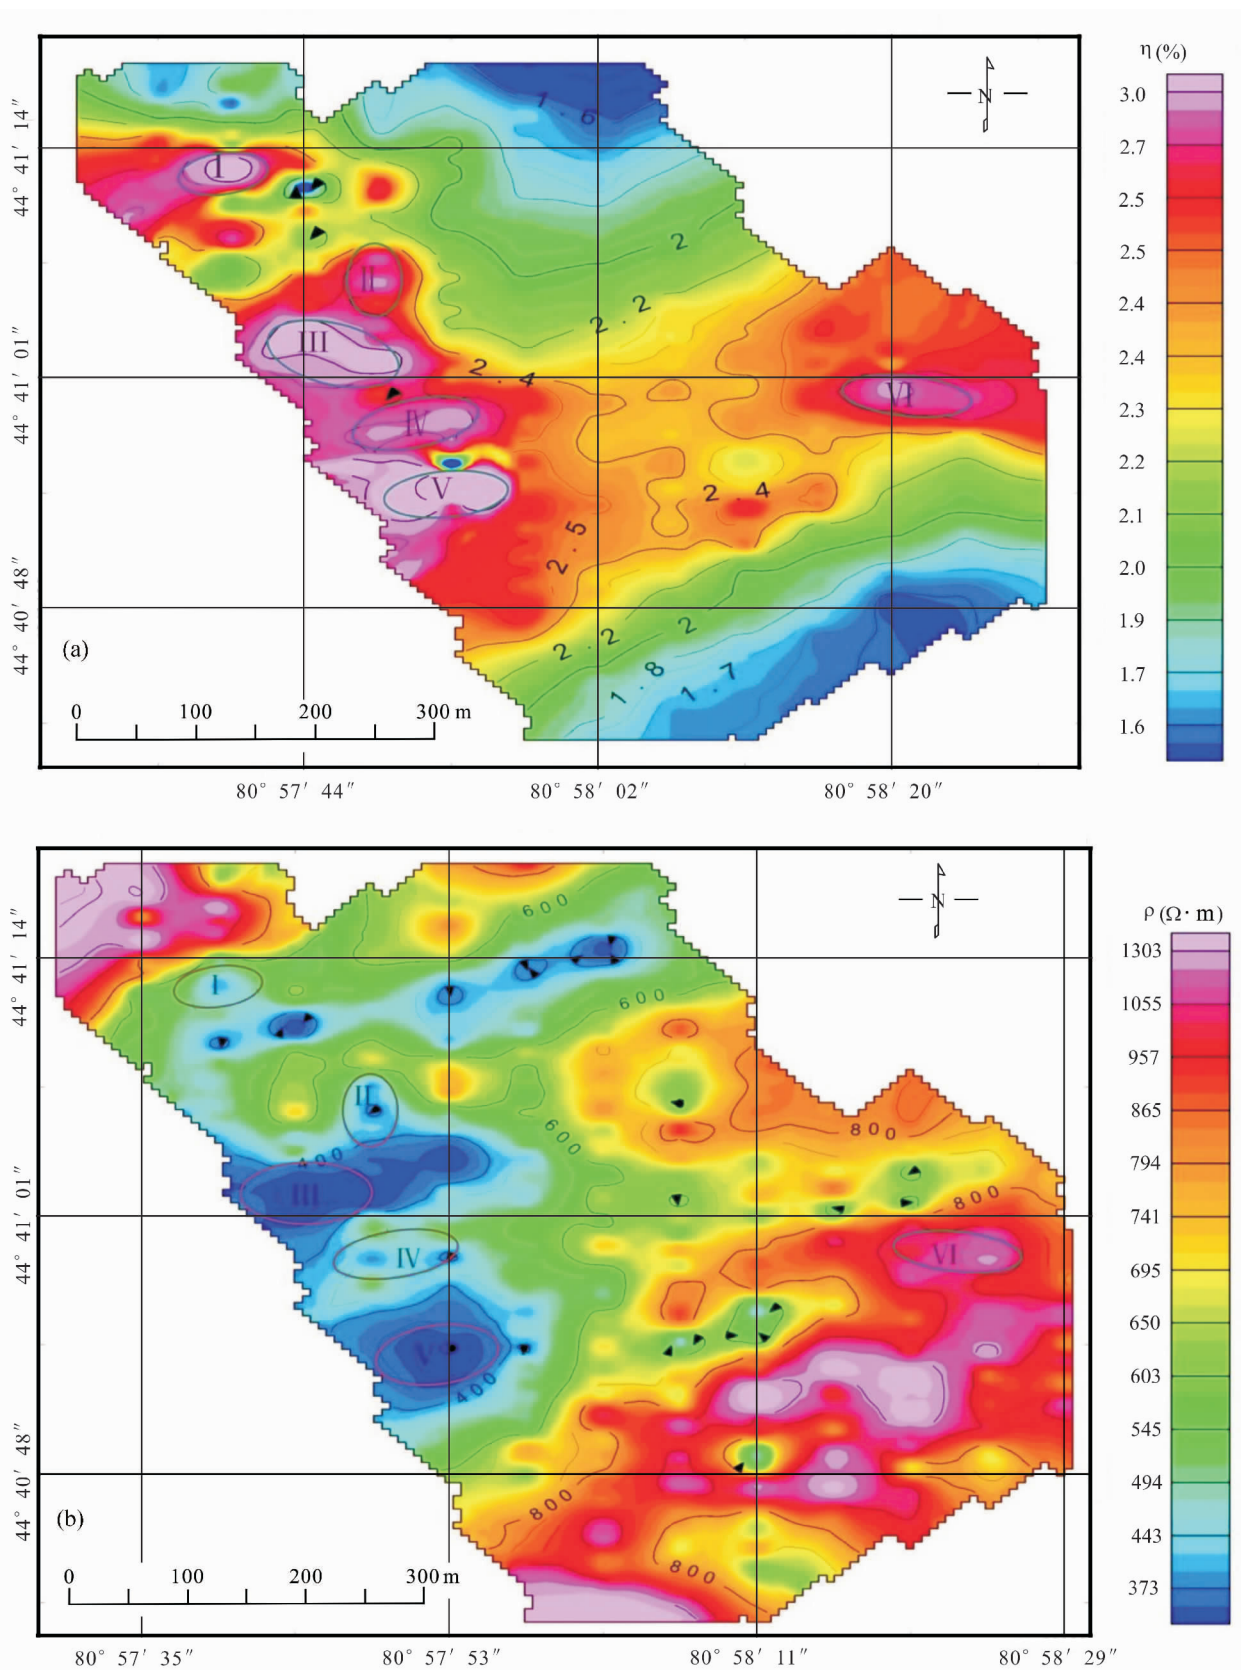 η (%)
3.0
2.7
2.5
2.5
2.4
2.4
2.3
2.2
2.1
2.0
1.9
1.7
1.6
N
44° 41′ 14″
44° 41′ 01″
44° 40′ 48″
1.6
I
2
II
2.2
III
2.4
VI
IV
V
2.4
2.5
2.2
2
1.8
1.7
(a)
0 100 200 300 m
80° 57′ 44″ 80° 58′ 02″ 80° 58′ 20″
ρ (Ω· m)
1303
1055
957
865
794
741
695
650
603
545
494
443
373
N
44° 41′ 14″
44° 41′ 01″
44° 40′ 48″
600
I
600
II
600
800
400
III
800
IV
VI
V
400
800
800
(b)
0 100 200 300 m
80° 57′ 35″ 80° 57′ 53″ 80° 58′ 11″ 80° 58′ 29″